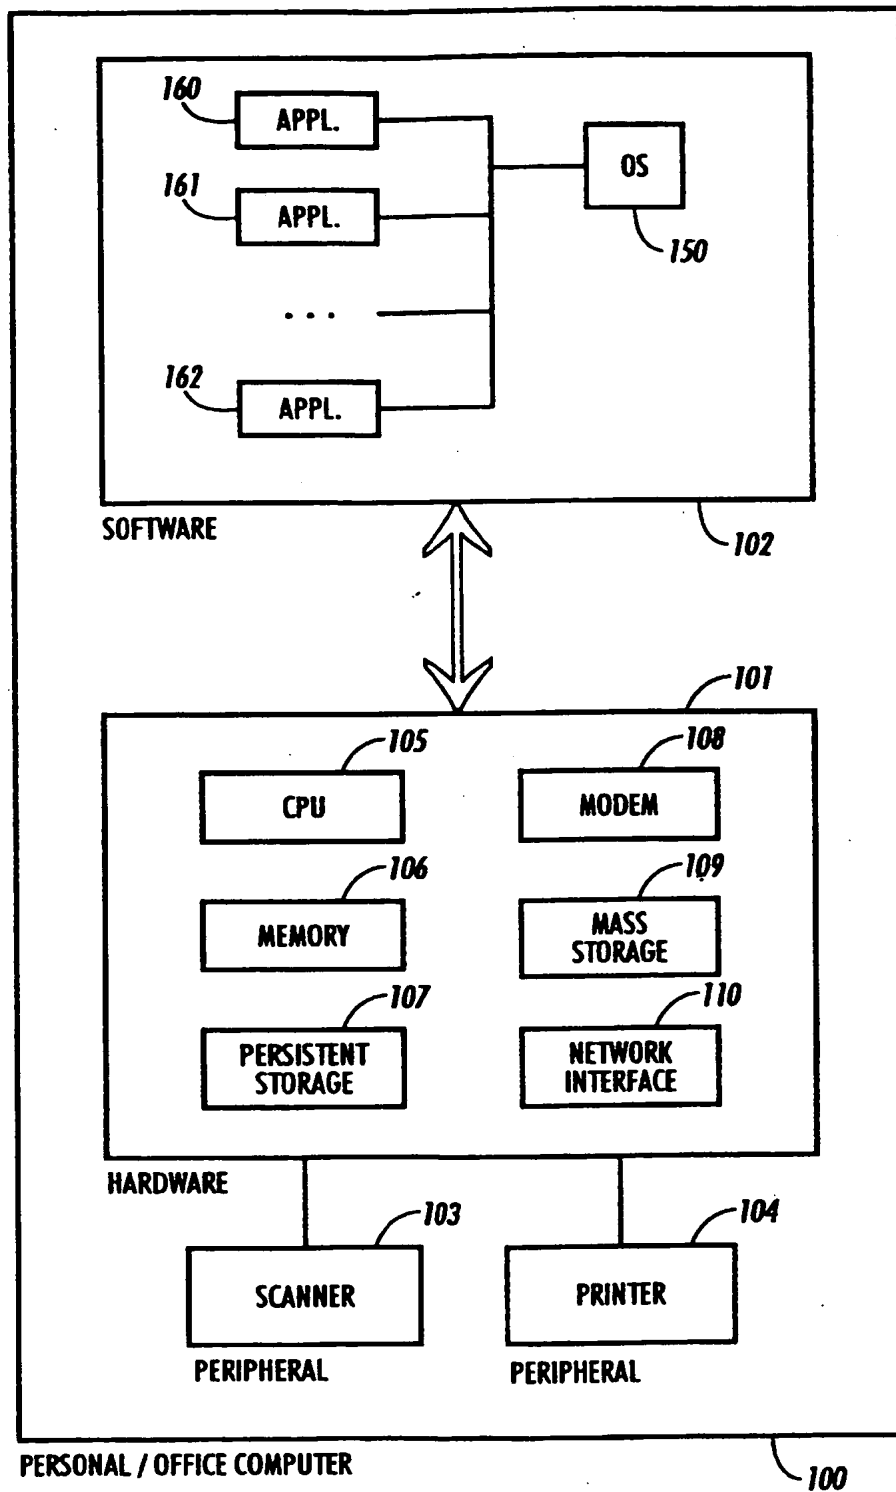 160
APPL.
OS
161
APPL.
150
. . .
162
APPL.
SOFTWARE
102
101
105
CPU
108
MODEM
106
MEMORY
109
MASS
STORAGE
107
PERSISTENT
STORAGE
110
NETWORK
INTERFACE
HARDWARE
103
SCANNER
PERIPHERAL
104
PRINTER
PERIPHERAL
PERSONAL / OFFICE COMPUTER
100